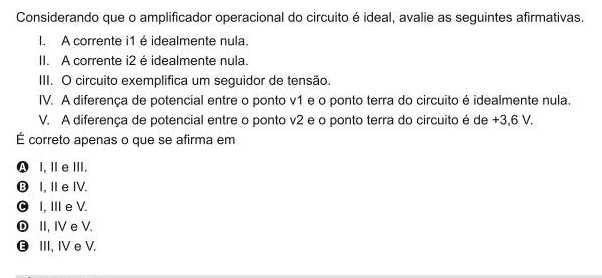 Considerando que o amplificador operacional do circuito é ideal, avalie as seguintes afirmativas.
I. A corrente i1 é idealmente nula.
II. A corrente i2 é idealmente nula.
III. O circuito exemplifica um seguidor de tensão.
IV. A diferença de potencial entre o ponto v1 e o ponto terra do circuito é idealmente nula.
V. A diferença de potencial entre o ponto v2 e o ponto terra do circuito é de +3,6 V.
É correto apenas o que se afirma em
A I, II e III.
B I, II e IV.
C I, III e V.
D II, IV e V.
E III, IV e V.